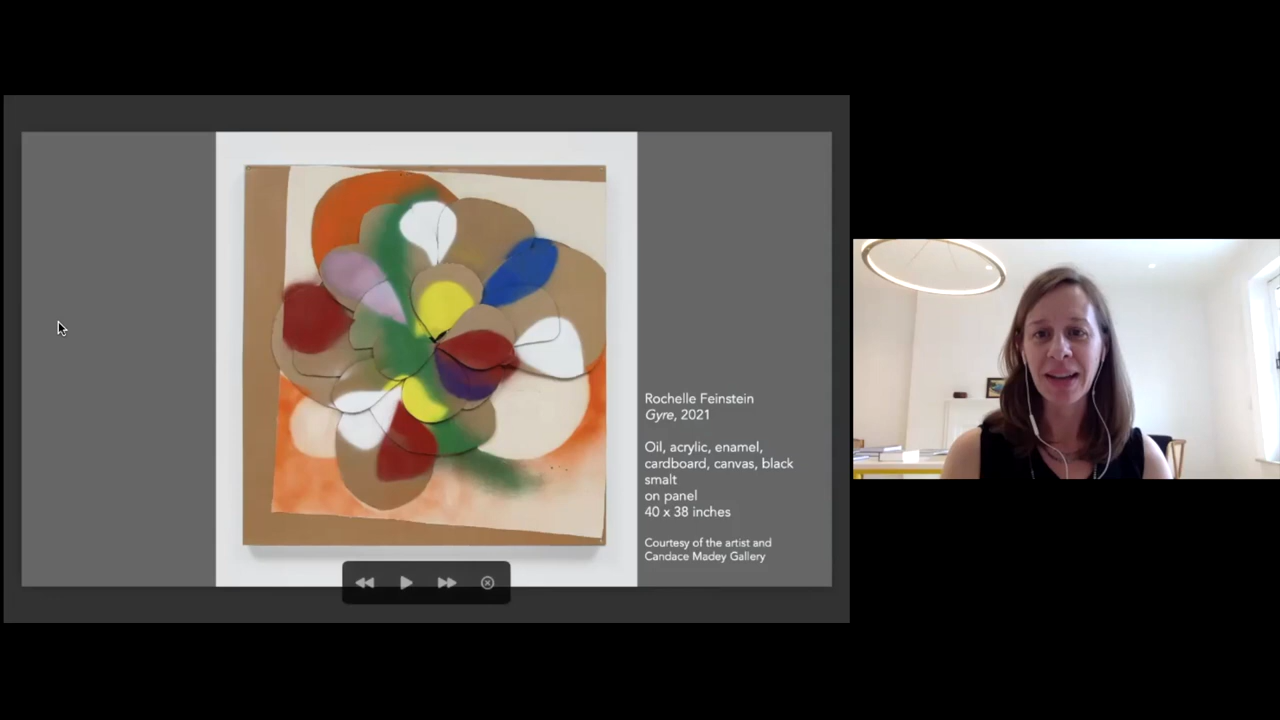 Rochelle Feinstein
Gyre, 2021
Oil, acrylic, enamel,
cardboard, canvas, black
smalt
on panel
40 x 38 inches
Courtesy of the artist and
Candace Madey Gallery